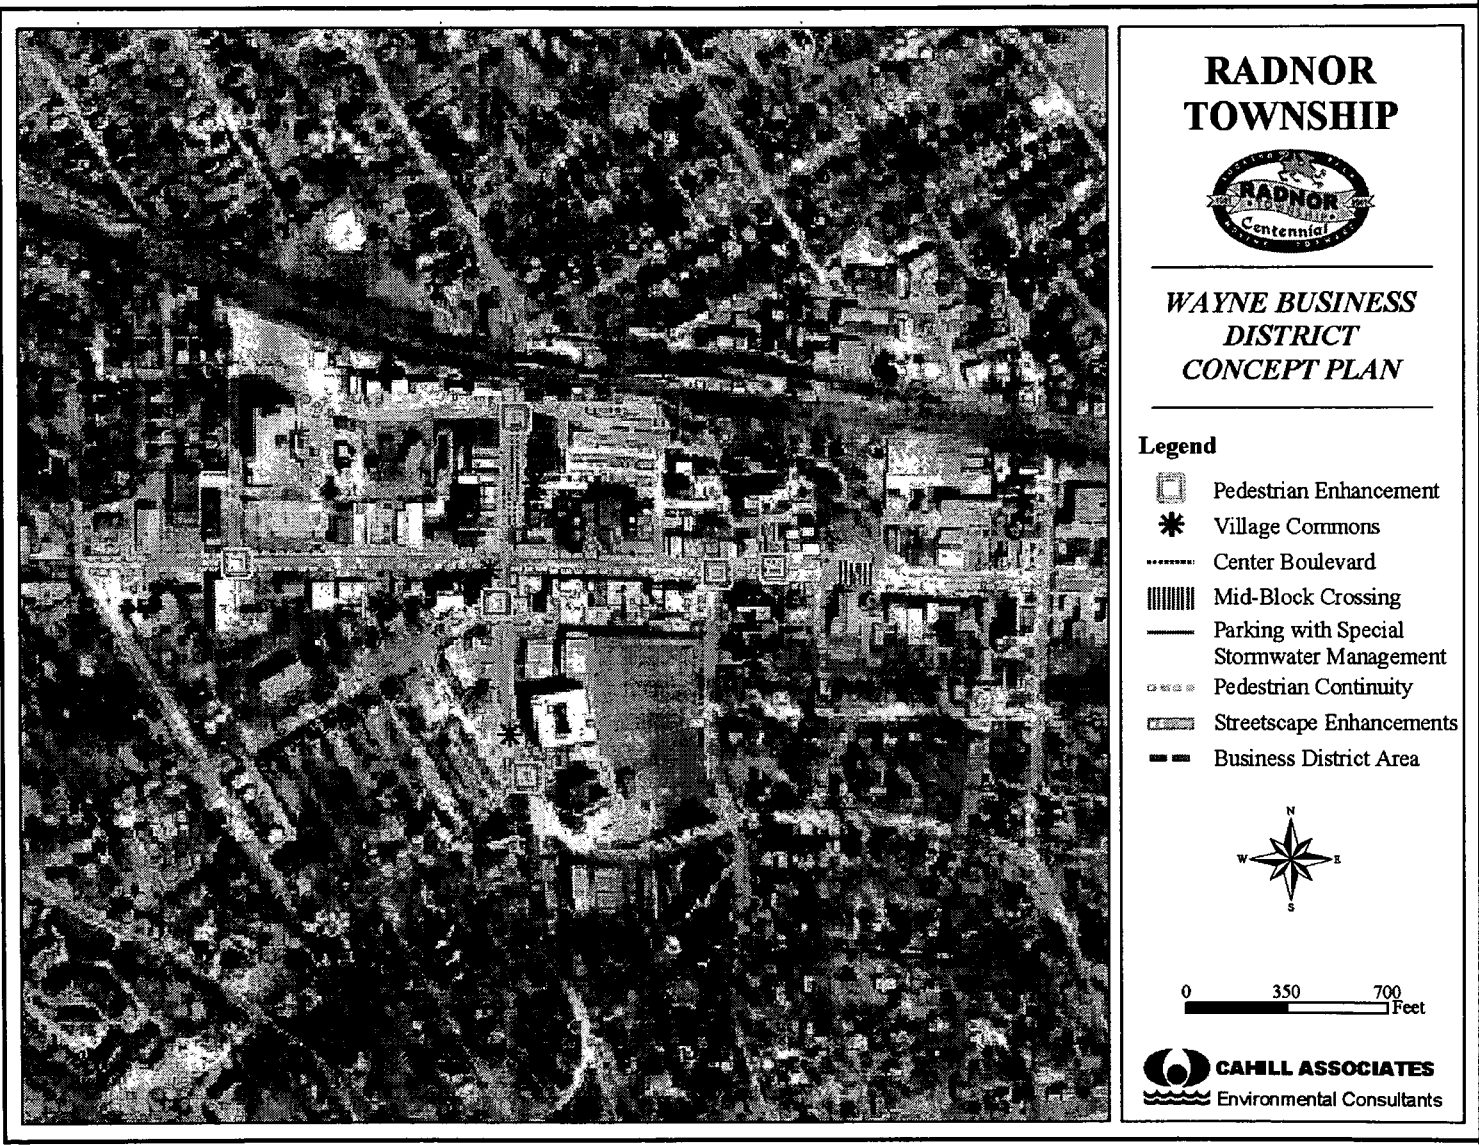 RADNOR
TOWNSHIP
RADNOR
TOWNSHIP
Centennial
WAYNE BUSINESS
DISTRICT
CONCEPT PLAN
Legend
Pedestrian Enhancement
Village Commons
Center Boulevard
Mid-Block Crossing
Parking with Special
Stormwater Management
Pedestrian Continuity
Streetscape Enhancements
Business District Area
N
W E
S
0 350 700
Feet
CAHILL ASSOCIATES
Environmental Consultants